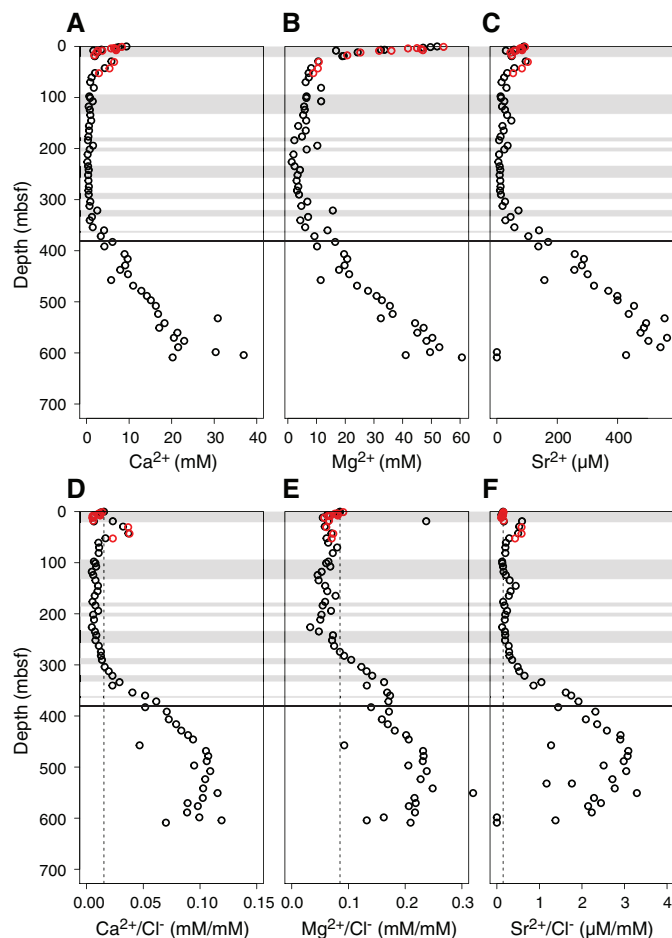 A B C
0
100
200
300
400
500
600
700
Depth (mbsf)
0 10 20 30 40
0 10 20 30 40 50 60
0 200 400
Ca²⁺ (mM)
Mg²⁺ (mM)
Sr²⁺ (µM)
D E F
0
100
200
300
400
500
600
700
Depth (mbsf)
0.00 0.05 0.10 0.15
0.0 0.1 0.2 0.3
0 1 2 3 4
Ca²⁺/Cl⁻ (mM/mM)
Mg²⁺/Cl⁻ (mM/mM)
Sr²⁺/Cl⁻ (µM/mM)